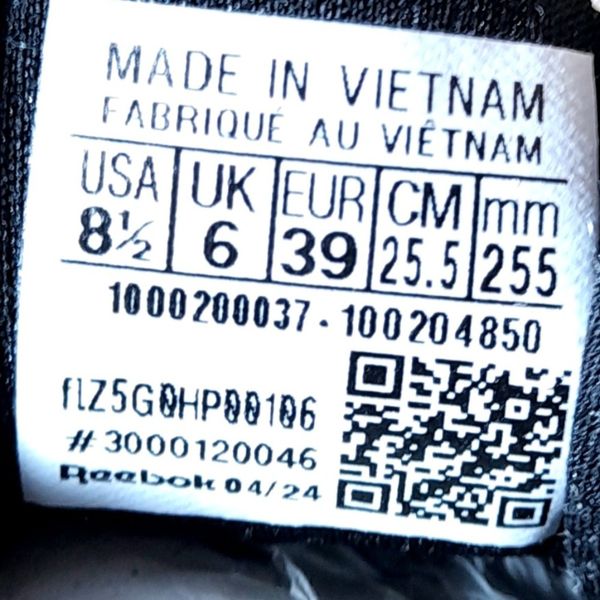 MADE IN VIETNAM
FABRIQUÉ AU VIÊTNAM
USA UK EUR CM mm
8½ 6 39 25.5 255
1000200037 - 100204850
fLZ5G0HP00106
#3000120046
Reebok 04/24